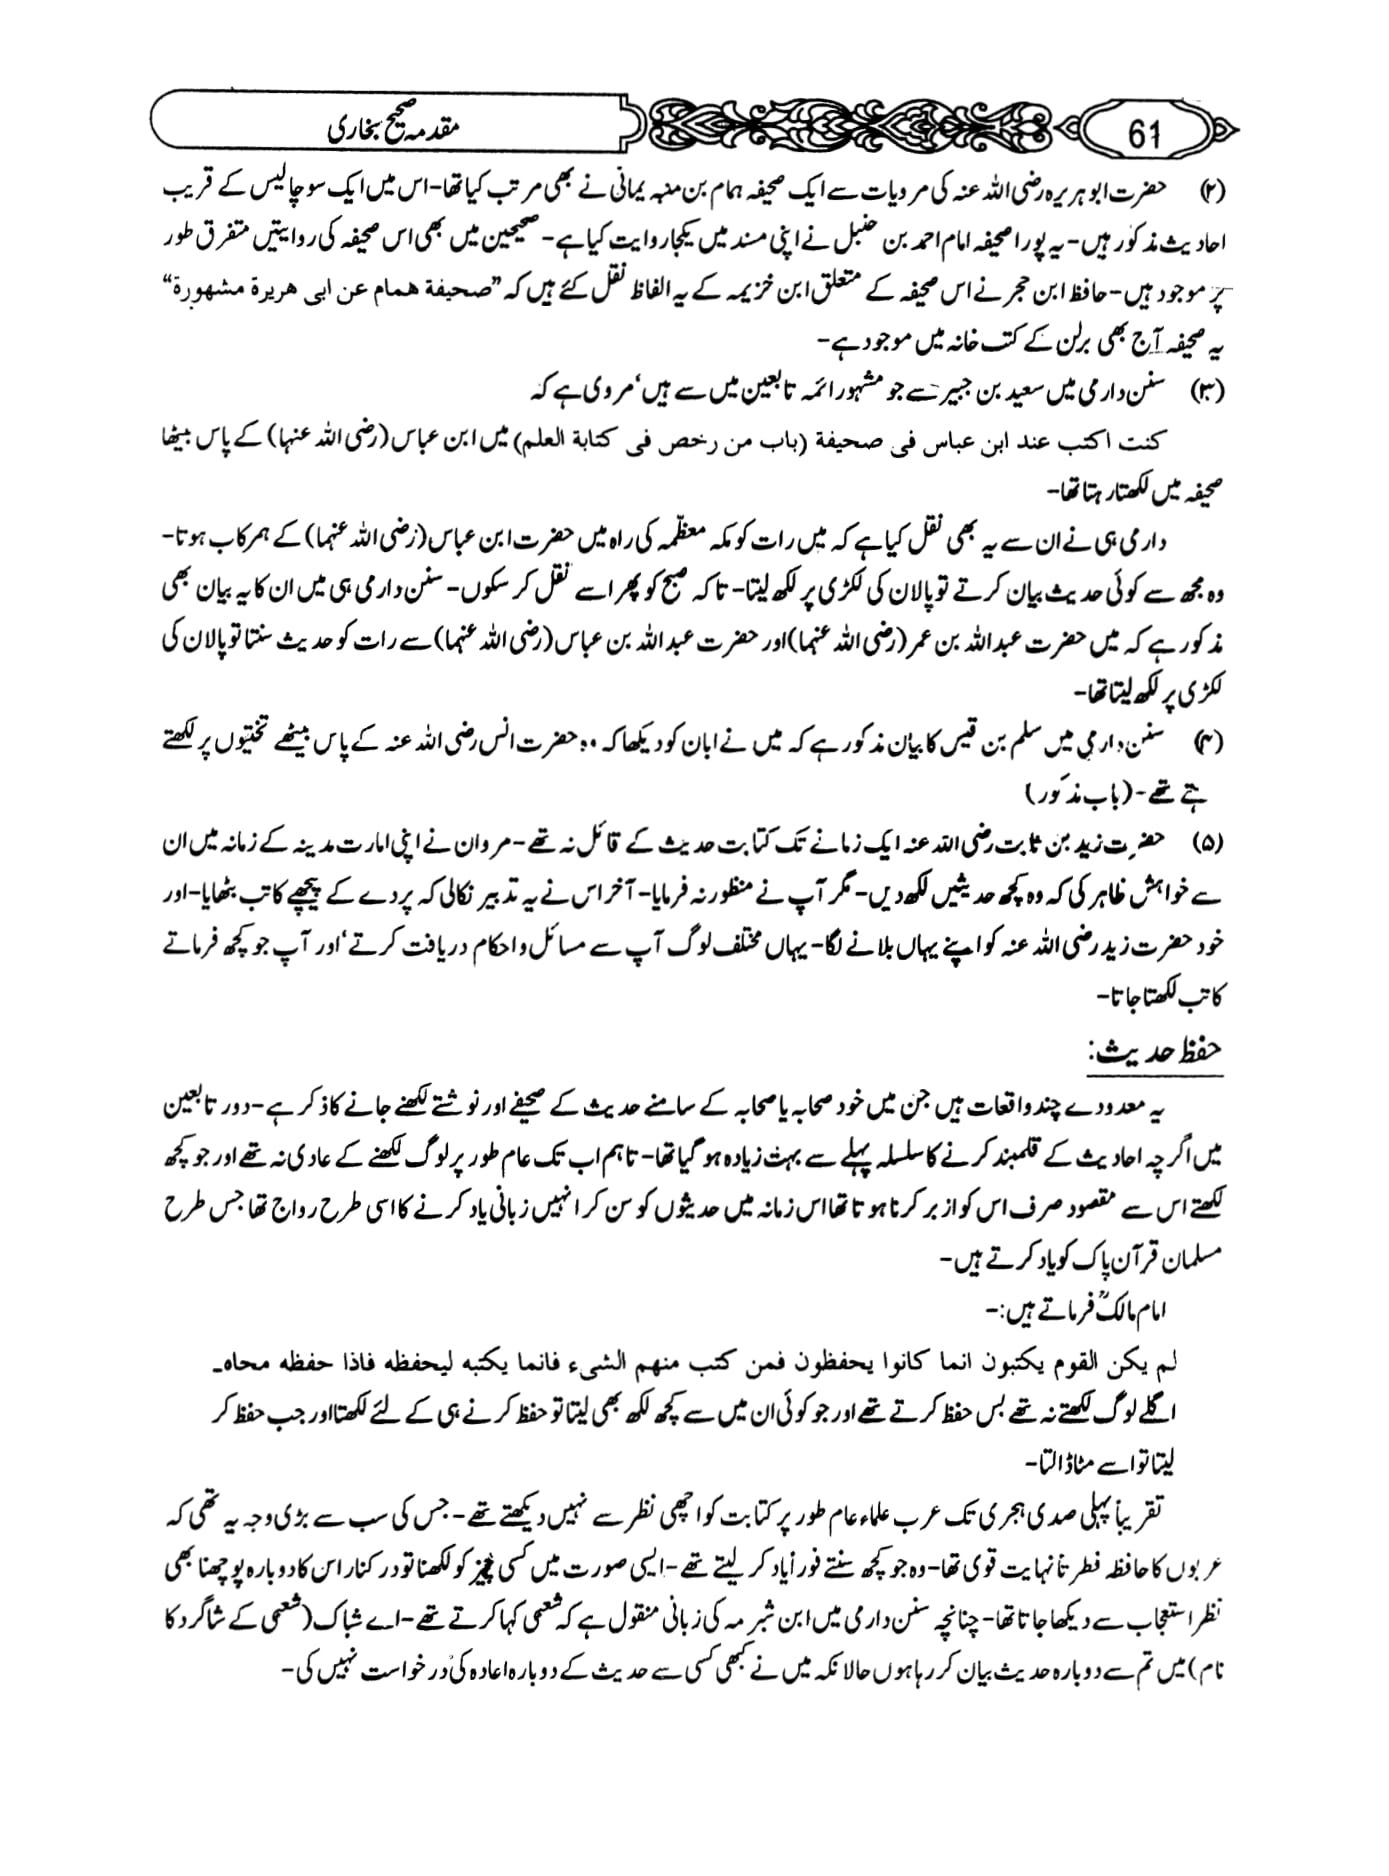 61
مقدمہ صحیح بخاری
(۲) حضرت ابوہریرہ رضی اللہ عنہ کی مرویات سے ایک صحیفہ ہمام بن منبہ یمانی نے بھی مرتب کیا تھا- اس میں ایک سو چالیس کے قریب
احادیث مذکور ہیں- یہ پورا صحیفہ امام احمد بن حنبل نے اپنی مسند میں یکجا روایت کیا ہے- صحیحین میں بھی اس صحیفہ کی روایتیں متفرق طور
پر موجود ہیں- حافظ ابن حجر نے اس صحیفہ کے متعلق ابن خزیمہ کے یہ الفاظ نقل کئے ہیں کہ ”صحیفة همام عن ابی هریرة مشهورة“
یہ صحیفہ آج بھی برلن کے کتب خانہ میں موجود ہے-
(۳) سنن دارمی میں سعید بن جبیر سے جو مشہور ائمہ تابعین میں سے ہیں‘ مروی ہے کہ
کنت اکتب عند ابن عباس فی صحیفة (باب من رخص فی کتابة العلم) میں ابن عباس (رضی اللہ عنہا) کے پاس بیٹھا
صحیفہ میں لکھتا رہتا تھا-
دارمی ہی نے ان سے یہ بھی نقل کیا ہے کہ میں رات کو مکہ معظمہ کی راہ میں حضرت ابن عباس (رضی اللہ عنہما) کے ہمرکاب ہوتا-
وہ مجھ سے کوئی حدیث بیان کرتے تو پالان کی لکڑی پر لکھ لیتا- تاکہ صبح کو پھر اسے نقل کر سکوں- سنن دارمی ہی میں ان کا یہ بیان بھی
مذکور ہے کہ میں حضرت عبداللہ بن عمر (رضی اللہ عنہما) اور حضرت عبداللہ بن عباس (رضی اللہ عنہما) سے رات کو حدیث سنتا تو پالان کی
لکڑی پر لکھ لیتا تھا-
(۴) سنن دارمی میں سلم بن قیس کا بیان مذکور ہے کہ میں نے ابان کو دیکھا کہ وہ حضرت انس رضی اللہ عنہ کے پاس بیٹھے تختیوں پر لکھتے
تھے- (باب مذکور)
(۵) حضرت زید بن ثابت رضی اللہ عنہ ایک زمانے تک کتابت حدیث کے قائل نہ تھے- مروان نے اپنی امارت مدینہ کے زمانہ میں ان
سے خواہش ظاہر کی کہ وہ کچھ حدیثیں لکھ دیں- مگر آپ نے منظور نہ فرمایا- آخر اس نے یہ تدبیر نکالی کہ پردے کے پیچھے کاتب بٹھایا- اور
خود حضرت زید رضی اللہ عنہ کو اپنے یہاں بلانے لگا- یہاں مختلف لوگ آپ سے مسائل و احکام دریافت کرتے‘ اور آپ جو کچھ فرماتے
کاتب لکھتا جاتا-
حفظ حدیث:
یہ معدودے چند واقعات ہیں جن میں خود صحابہ یا صحابہ کے سامنے حدیث کے صحیفے اور نوشتے لکھنے جانے کا ذکر ہے- دور تابعین
میں اگرچہ احادیث کے قلمبند کرنے کا سلسلہ پہلے سے بہت زیادہ ہو گیا تھا- تاہم اب تک عام طور پر لوگ لکھنے کے عادی نہ تھے اور جو کچھ
لکھتے اس سے مقصود صرف اس کو ازبر کرنا ہوتا تھا اس زمانہ میں حدیثوں کو سن کر انہیں زبانی یاد کرنے کا اسی طرح رواج تھا جس طرح
مسلمان قرآن پاک کو یاد کرتے ہیں-
امام مالکؒ فرماتے ہیں:-
لم یکن القوم یکتبون انما کانوا یحفظون فمن کتب منهم الشیء فانما یکتبه لیحفظه فاذا حفظه محاه۔
اگلے لوگ لکھتے نہ تھے بس حفظ کرتے تھے اور جو کوئی ان میں سے کچھ لکھ بھی لیتا تو حفظ کرنے ہی کے لئے لکھتا اور جب حفظ کر
لیتا تو اسے مٹا ڈالتا-
تقریباً پہلی صدی ہجری تک عرب علماء عام طور پر کتابت کو اچھی نظر سے نہیں دیکھتے تھے- جس کی سب سے بڑی وجہ یہ تھی کہ
عربوں کا حافظہ فطرتاً نہایت قوی تھا- وہ جو کچھ سنتے فوراً یاد کر لیتے تھے- ایسی صورت میں کسی چیز کو لکھنا تو درکنار اس کا دوبارہ پوچھنا بھی
نظر استعجاب سے دیکھا جاتا تھا- چنانچہ سنن دارمی میں ابن شبرمہ کی زبانی منقول ہے کہ شعبی کہا کرتے تھے- اے شباک (شعبی کے شاگرد کا
نام) میں تم سے دوبارہ حدیث بیان کر رہا ہوں حالانکہ میں نے کبھی کسی سے حدیث کے دوبارہ اعادہ کی درخواست نہیں کی-